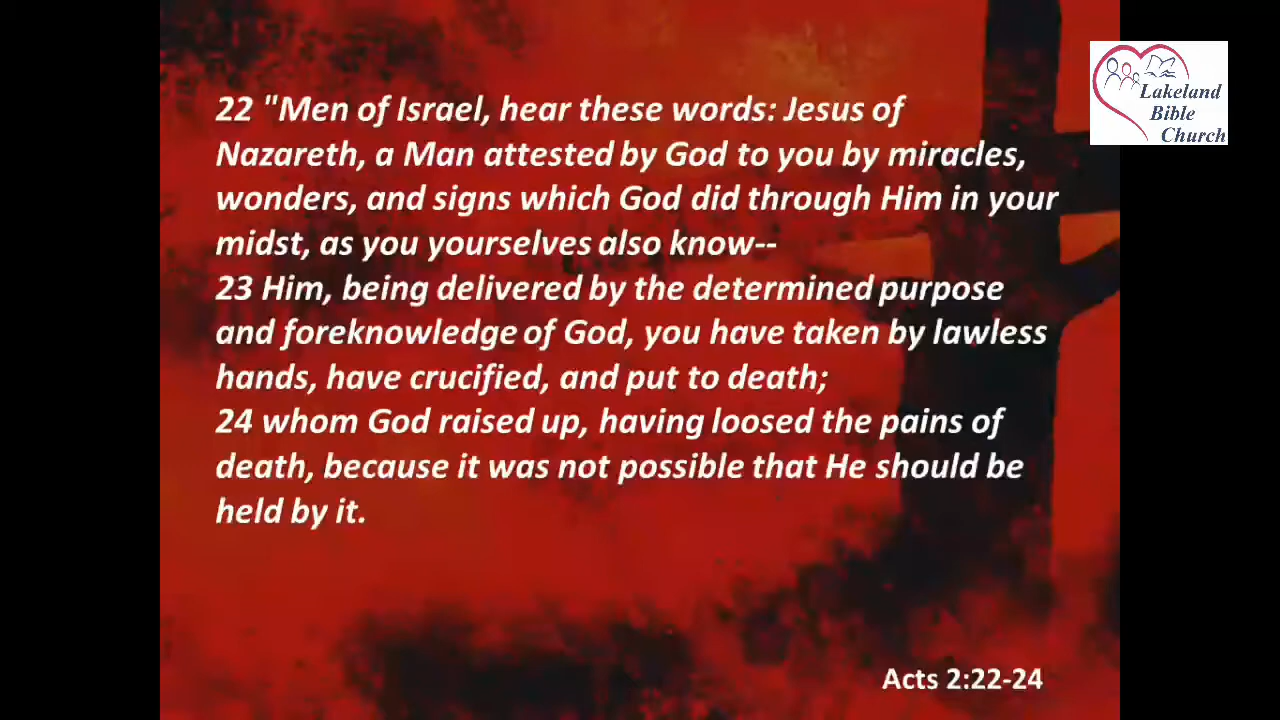 22 "Men of Israel, hear these words: Jesus of
Nazareth, a Man attested by God to you by miracles,
wonders, and signs which God did through Him in your
midst, as you yourselves also know--
23 Him, being delivered by the determined purpose
and foreknowledge of God, you have taken by lawless
hands, have crucified, and put to death;
24 whom God raised up, having loosed the pains of
death, because it was not possible that He should be
held by it.
Acts 2:22-24
Lakeland
Bible
Church